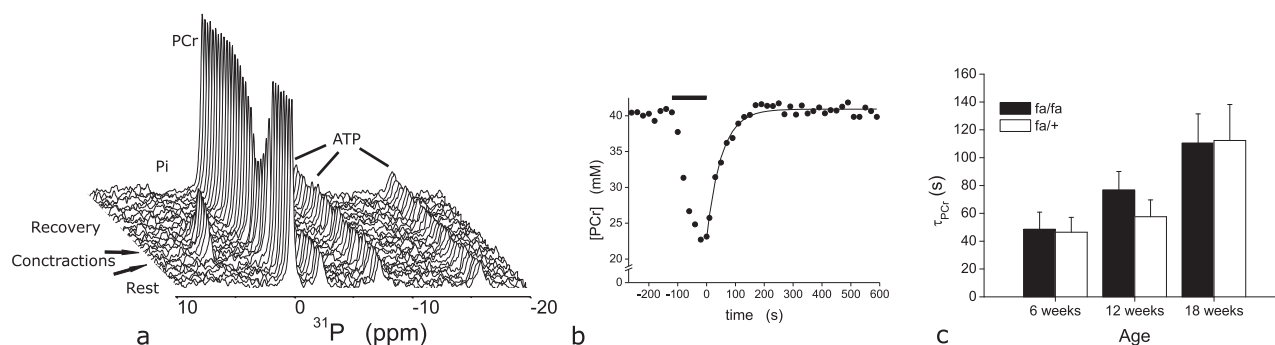 PCr
ATP
Pi
Recovery
Conctractions
Rest
10
0
-10
-20
³¹P (ppm)
a
[PCr] (mM)
40
35
30
25
20
0
-200
-100
0
100
200
300
400
500
600
time (s)
b
τPCr (s)
160
140
120
100
80
60
40
20
0
fa/fa
fa/+
6 weeks
12 weeks
18 weeks
Age
c